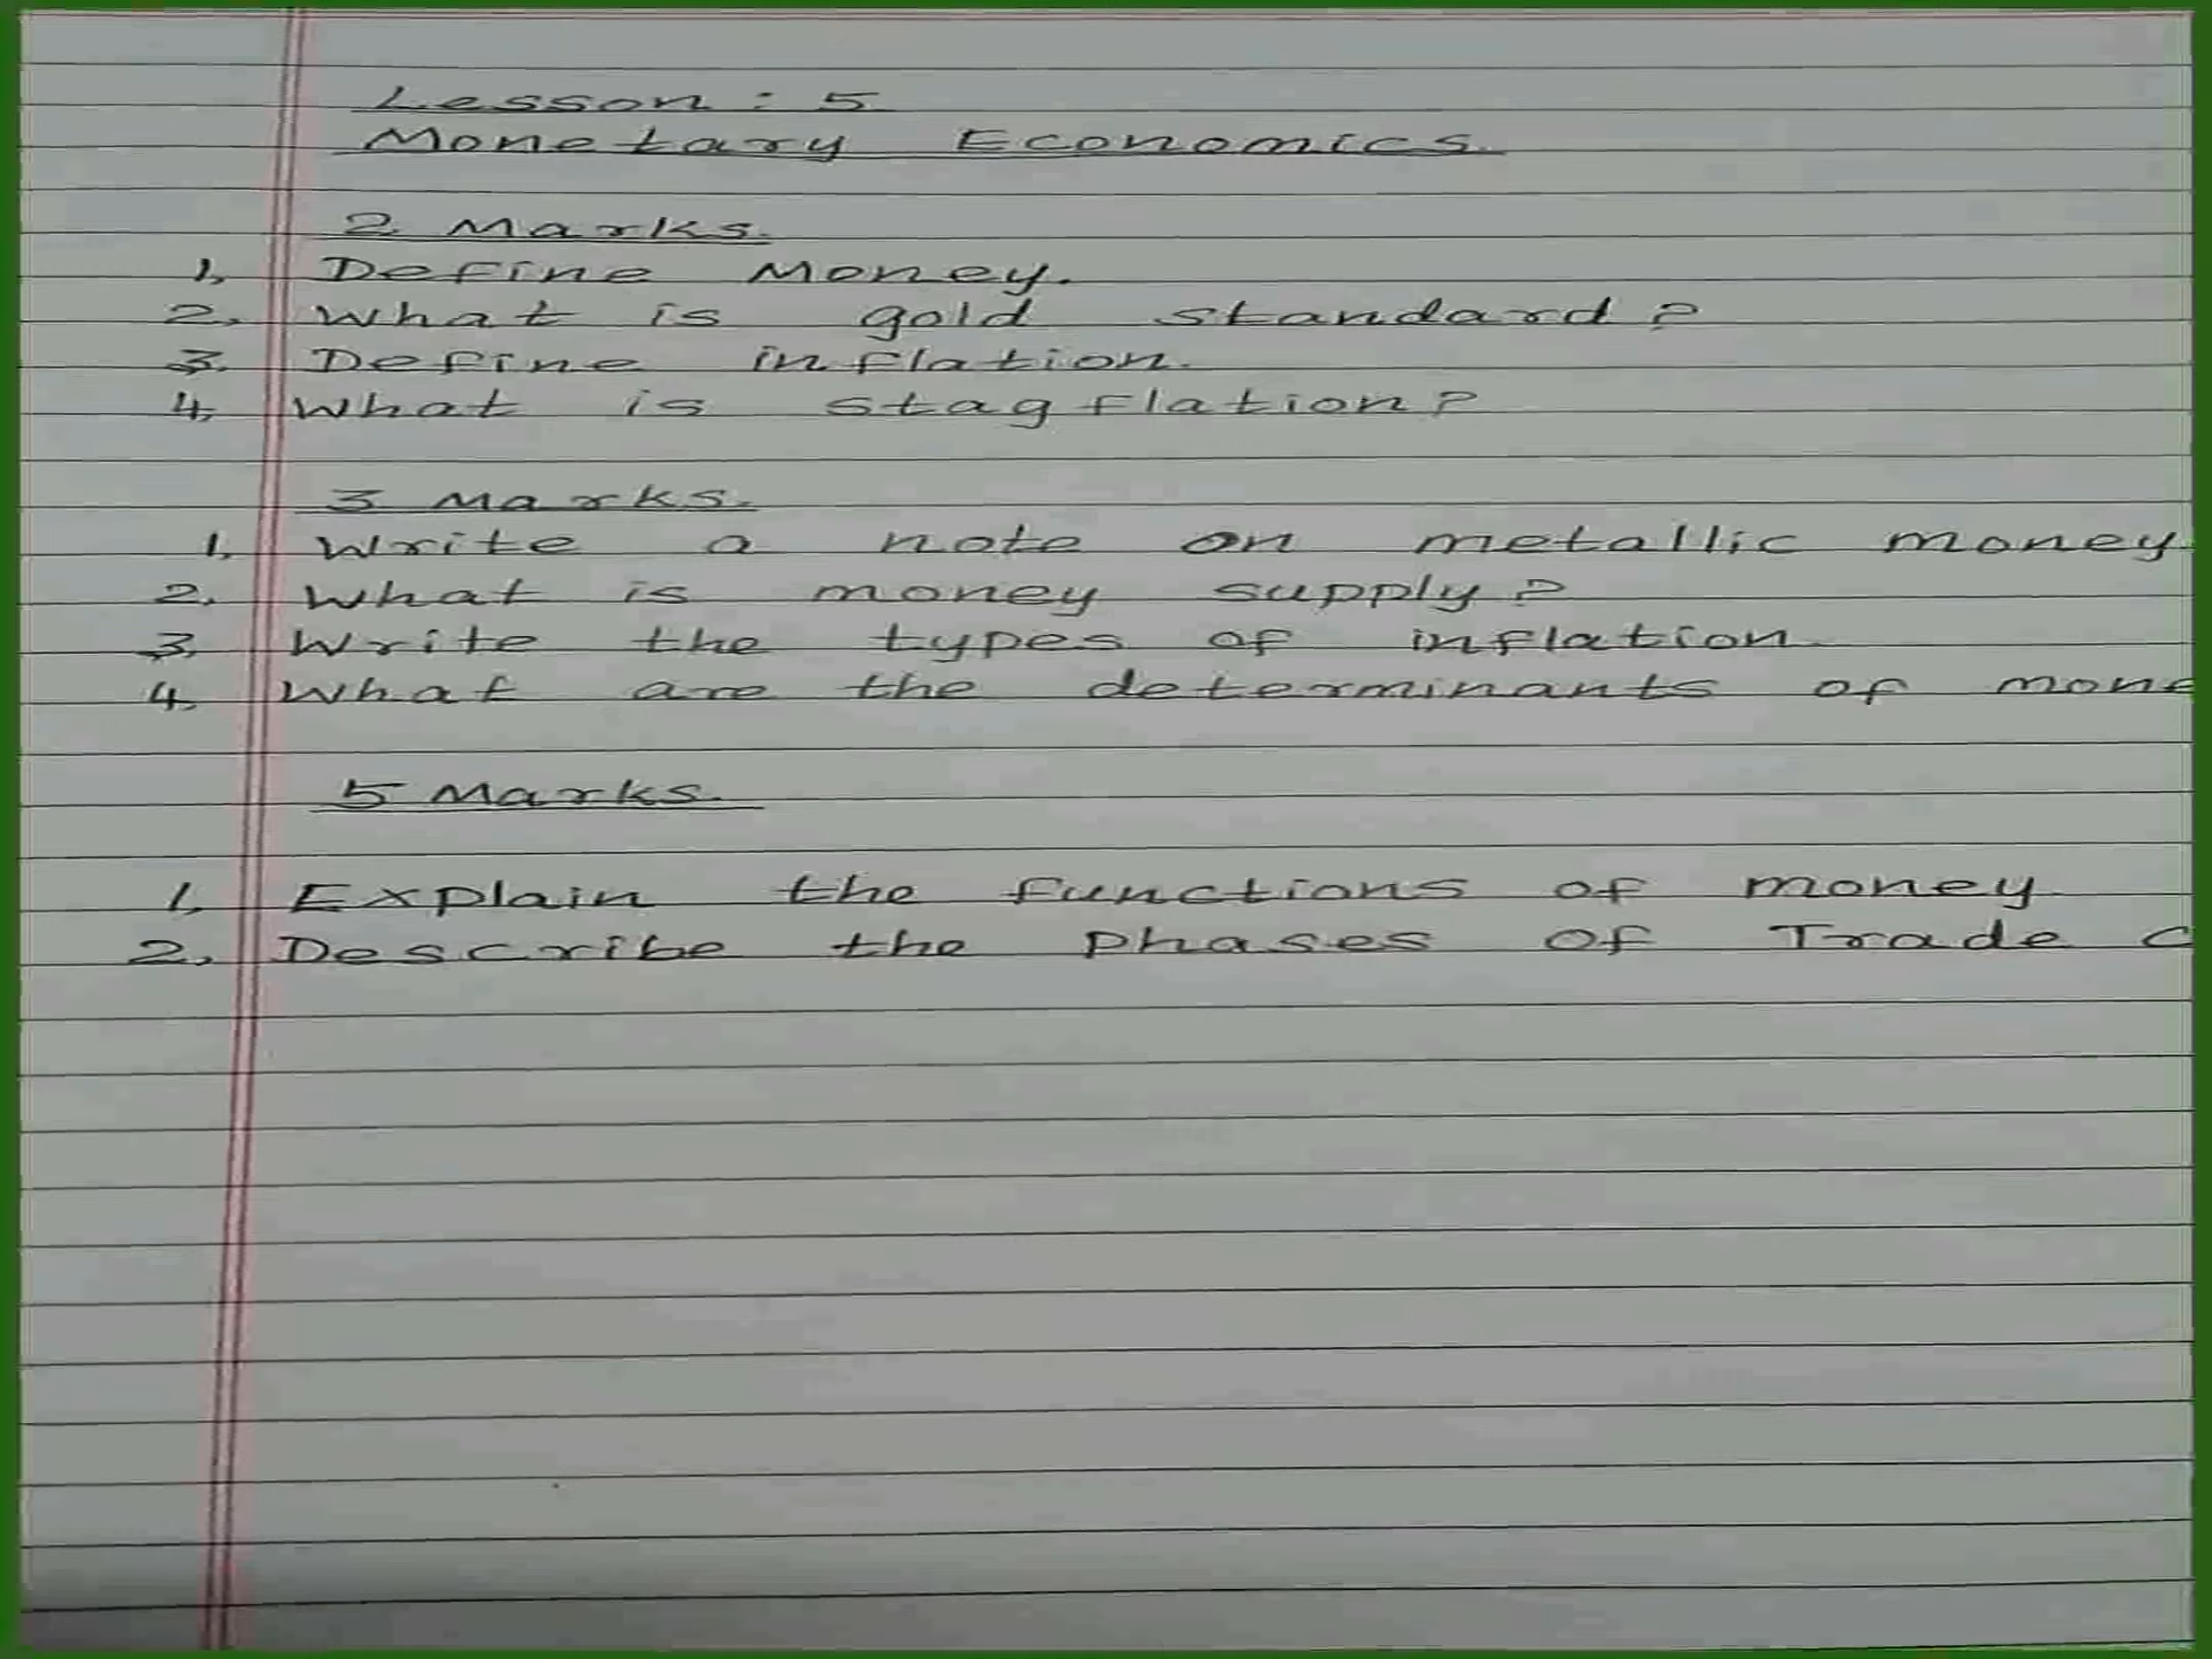 Lesson : 5
Monetary Economics.
2 Marks.
1, Define Money.
2. What is gold standard?
3. Define inflation.
4, What is stagflation?
3 Marks.
1. Write a note on metallic money
2. What is money supply?
3, Write the types of inflation.
4, What are the determinants of mone
5 Marks.
1, Explain the functions of money.
2, Describe the Phases of Trade C